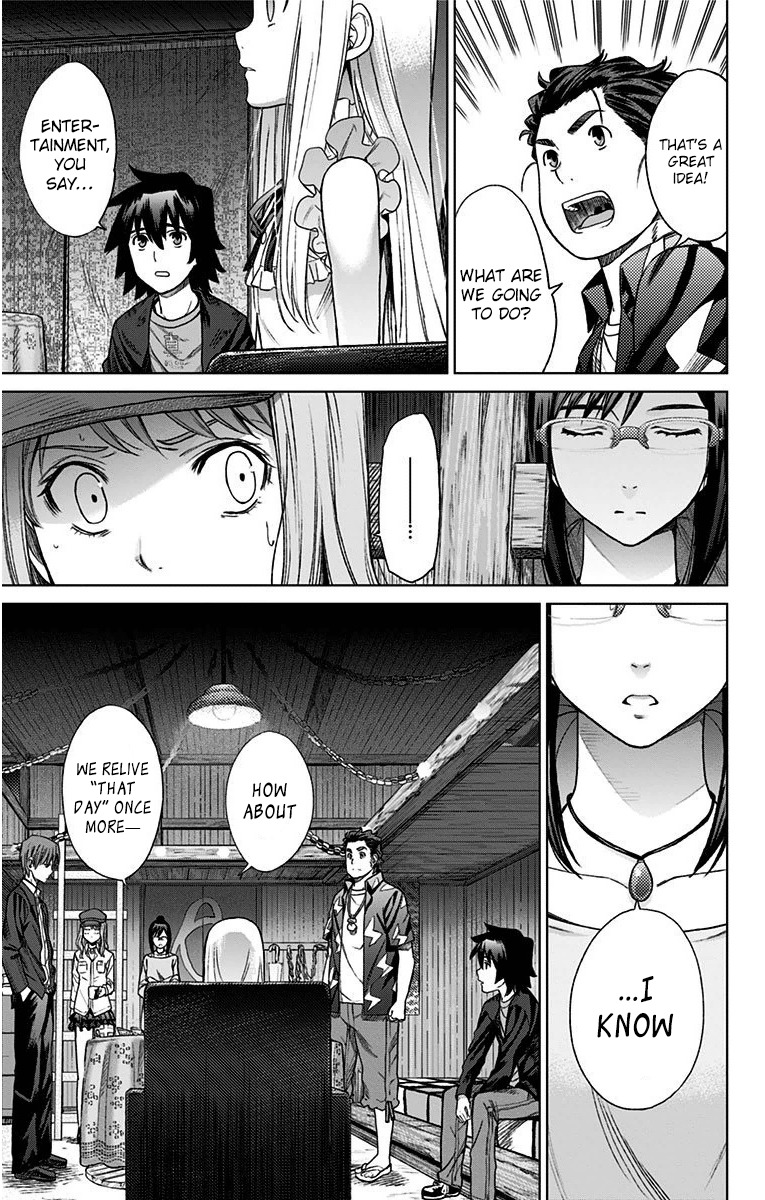 THAT'S A
GREAT
IDEA!
WHAT ARE
WE GOING
TO DO?
ENTER-
TAINMENT,
YOU
SAY...
...I
KNOW
HOW
ABOUT
WE RELIVE
"THAT
DAY" ONCE
MORE—